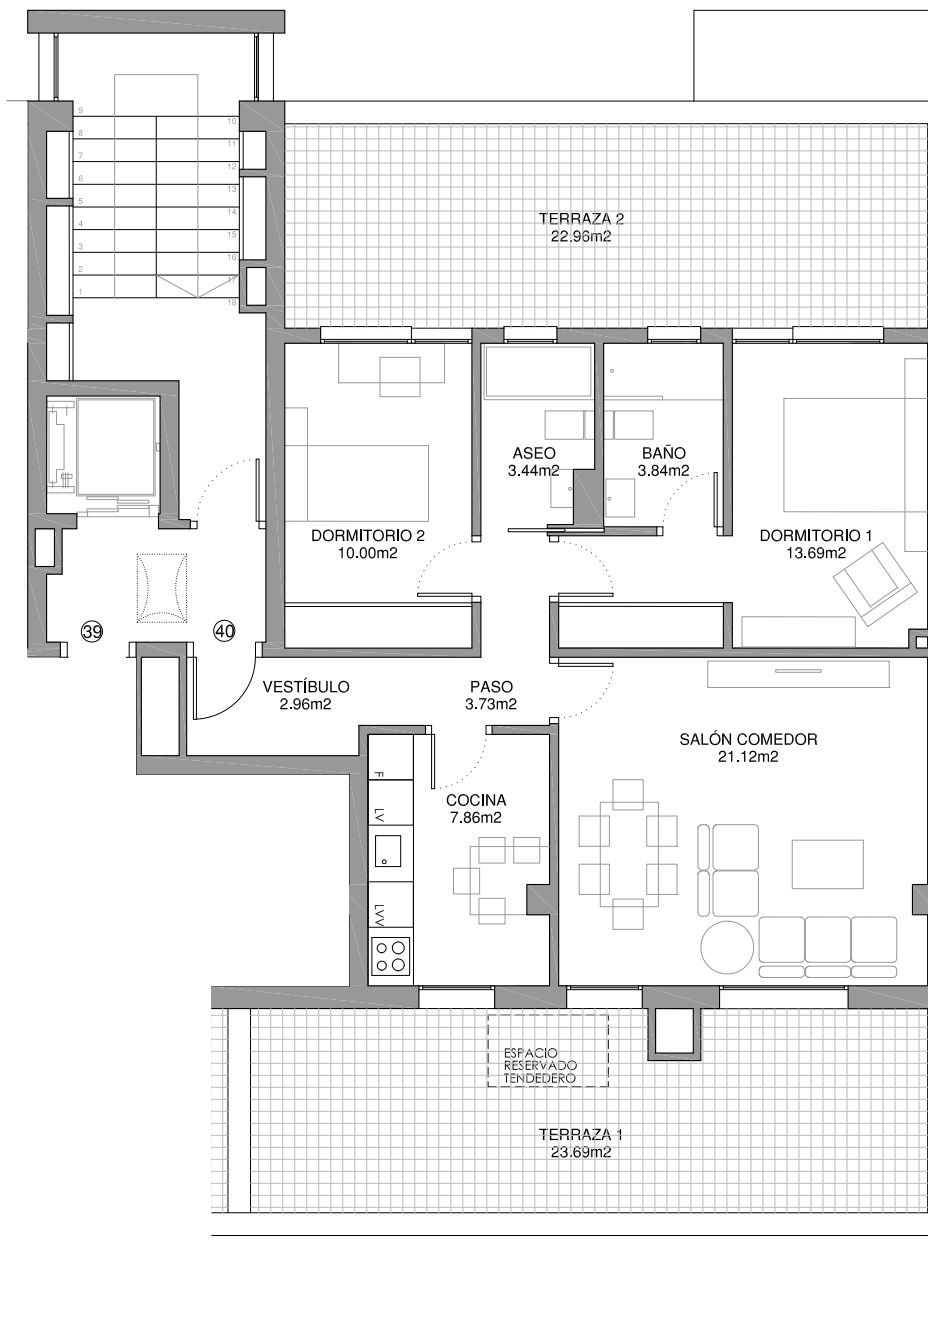 9
8
7
6
5
4
3
2
1
10
11
12
13
14
15
16
17
18
TERRAZA 2
22.96m2
ASEO
3.44m2
BAÑO
3.84m2
DORMITORIO 2
10.00m2
DORMITORIO 1
13.69m2
39
40
VESTÍBULO
2.96m2
PASO
3.73m2
SALÓN COMEDOR
21.12m2
F
LV
LVV
COCINA
7.86m2
ESPACIO
RESERVADO
TENDEDERO
TERRAZA 1
23.69m2